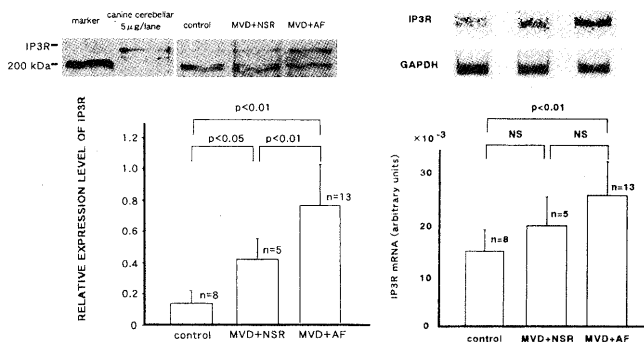 marker canine cerebellar 5μg/lane control MVD+NSR MVD+AF
IP3R
200 kDa
RELATIVE EXPRESSION LEVEL OF IP3R
p<0.01
p<0.05 p<0.01
1.2
1.0
0.8
0.6
0.4
0.2
0
n=8
n=5
n=13
control MVD+NSR MVD+AF
IP3R
GAPDH
IP3R mRNA (arbitrary units)
×10⁻³
p<0.01
NS NS
30
20
10
0
n=8
n=5
n=13
control MVD+NSR MVD+AF